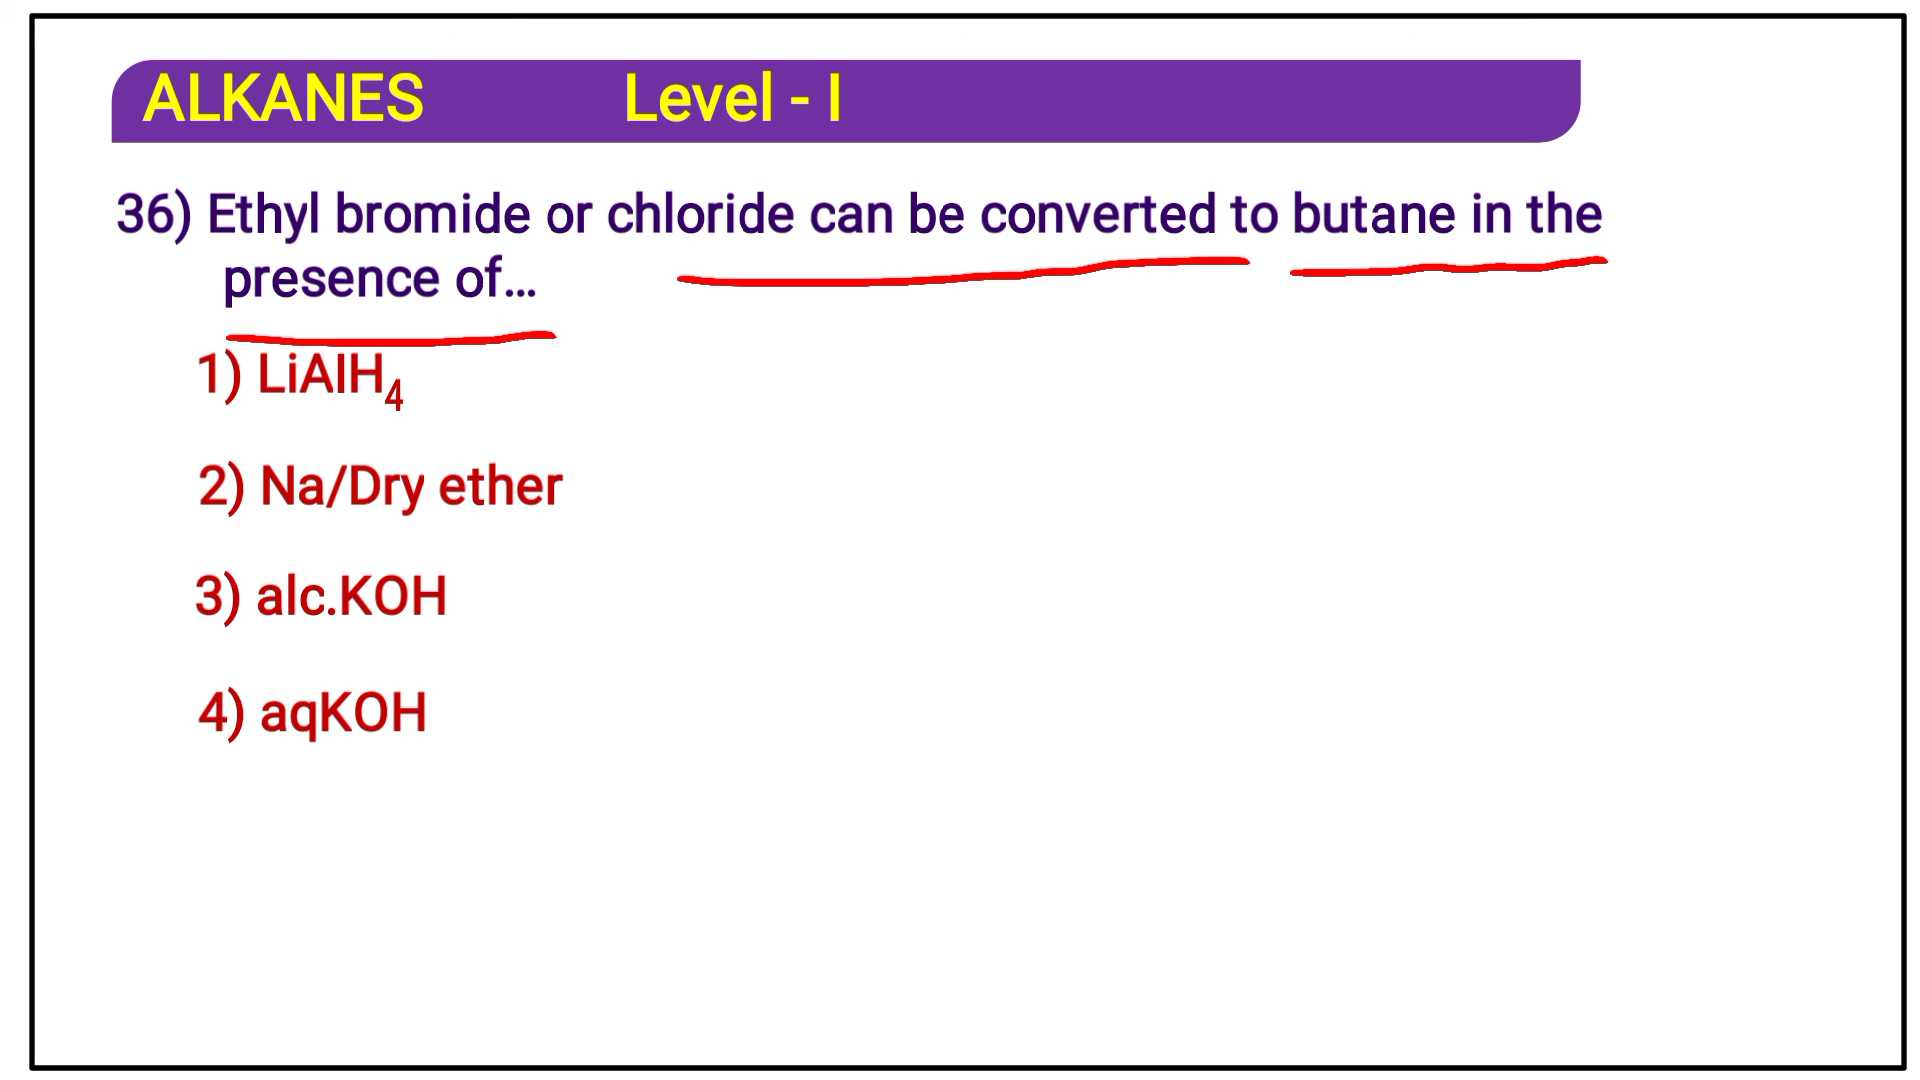 ALKANES Level - I
36) Ethyl bromide or chloride can be converted to butane in the
presence of...
1) LiAlH₄
2) Na/Dry ether
3) alc.KOH
4) aqKOH